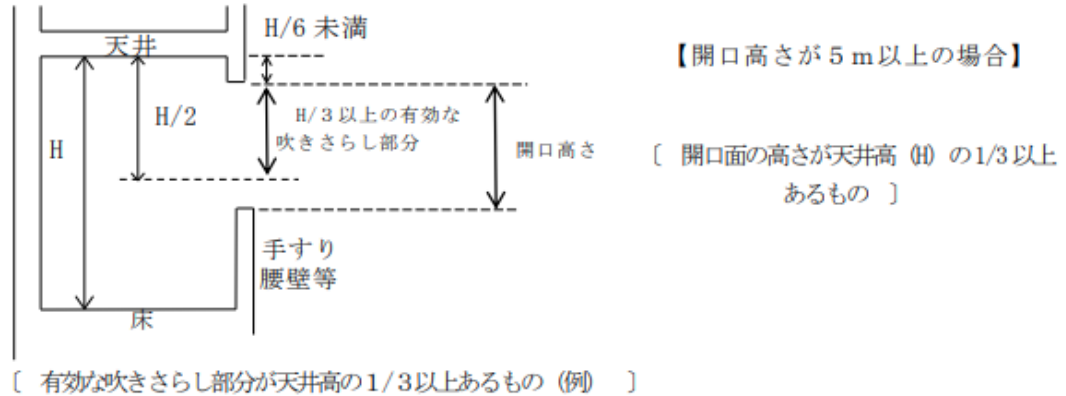 H/6 未満
天井
【開口高さが５ｍ以上の場合】
H/2
H/３以上の有効な
吹きさらし部分
H
開口高さ
〔 開口面の高さが天井高 (H) の1/3以上
あるもの 〕
手すり
腰壁等
床
〔 有効な吹きさらし部分が天井高の１/３以上あるもの (例) 〕